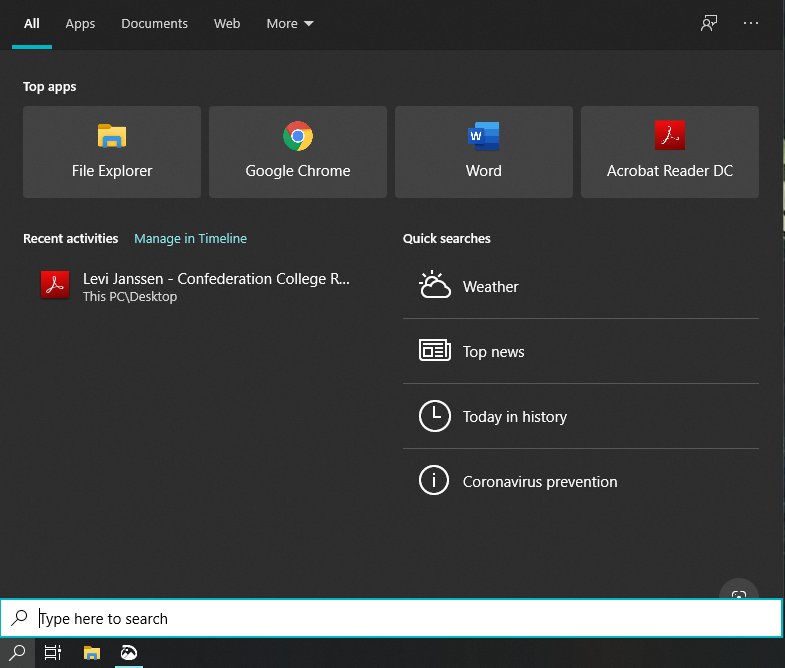 All Apps Documents Web More
Top apps
File Explorer Google Chrome Word Acrobat Reader DC
Recent activities Manage in Timeline Quick searches
Levi Janssen - Confederation College R...
This PC\Desktop
Weather
Top news
Today in history
Coronavirus prevention
Type here to search